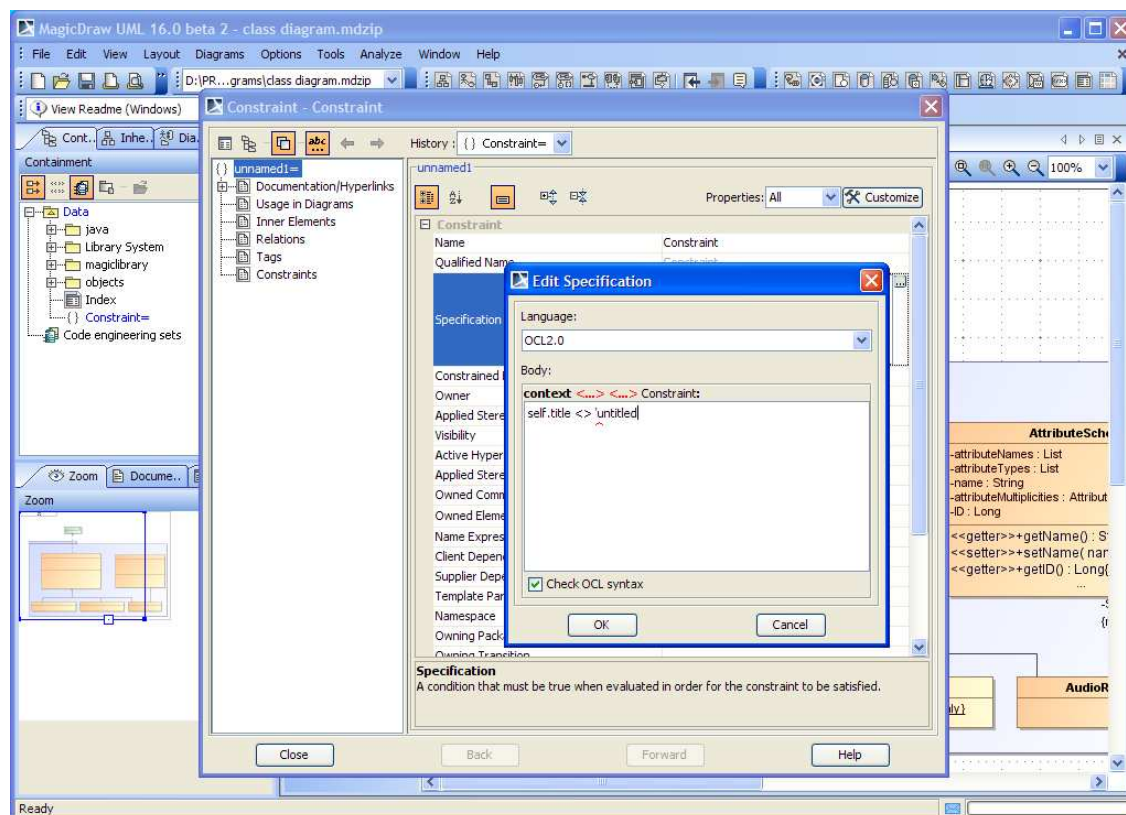 MagicDraw UML 16.0 beta 2 - class diagram.mdzip
File Edit View Layout Diagrams Options Tools Analyze Window Help
D:\PR...grams\class diagram.mdzip
View Readme (Windows)
Constraint - Constraint
Cont.. Inhe.. Dia.
History : {} Constraint=
Containment
unnamed1=
Documentation/Hyperlinks
Usage in Diagrams
Inner Elements
Relations
Tags
Constraints
unnamed1
100%
Properties: All Customize
Data
java
Library System
magiclibrary
objects
Index
{} Constraint=
Code engineering sets
Constraint
Name Constraint
Qualified Name Constraint
Specification
Constrained
Owner
Applied Stere
Visibility
Active Hyper
Applied Stere
Owned Comm
Owned Eleme
Name Expres
Client Depen
Supplier Depe
Template Par
Namespace
Owning Pack
Owning Transition
Edit Specification
Language:
OCL2.0
Body:
context <...> <...> Constraint:
self.title <> 'untitled
Check OCL syntax
OK Cancel
Specification
A condition that must be true when evaluated in order for the constraint to be satisfied.
Close Back Forward Help
Zoom Docume..
Zoom
AttributeSche
-attributeNames : List
-attributeTypes : List
-name : String
-attributeMultiplicities : Attribut
-ID : Long
<<getter>>+getName() : S
<<setter>>+setName( nar
<<getter>>+getID() : Long{
...
AudioR
Ready